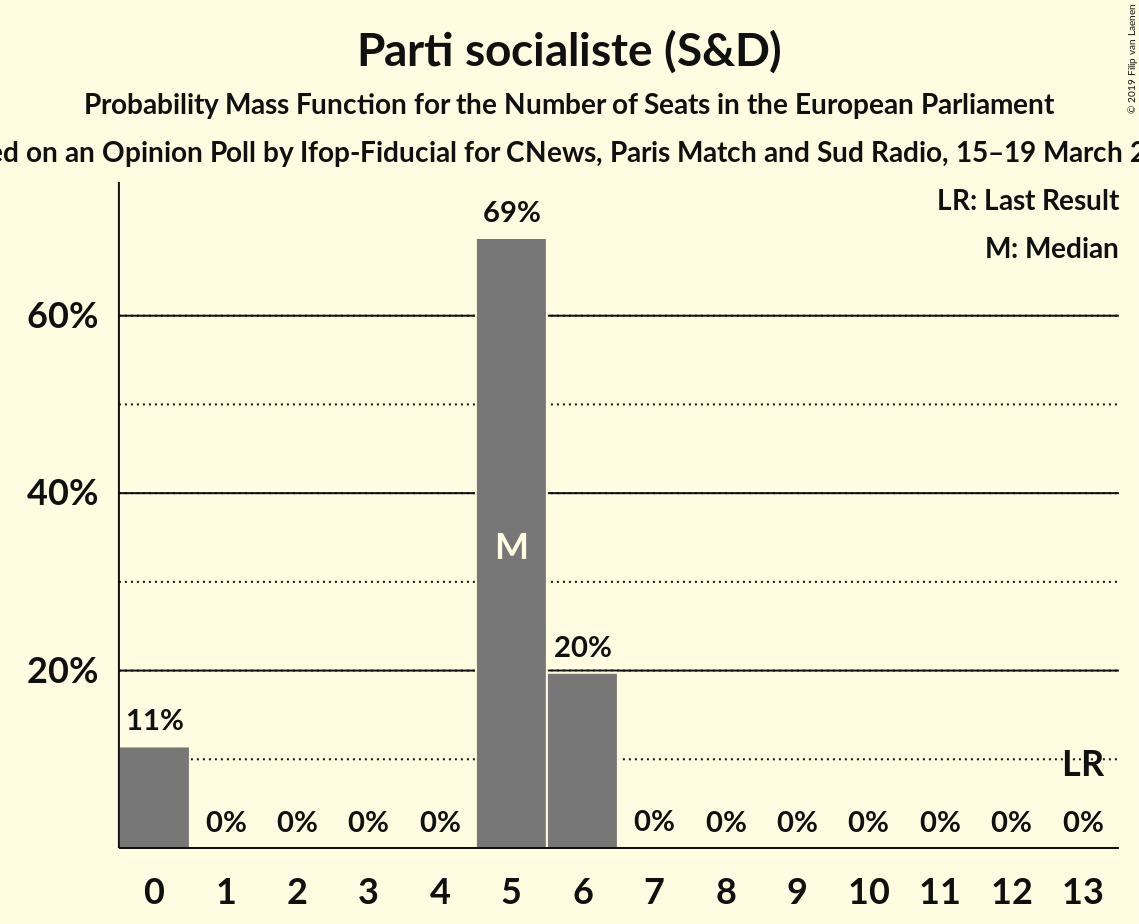 Parti socialiste (S&D)
Probability Mass Function for the Number of Seats in the European Parliament
on an Opinion Poll by Ifop-Fiducial for CNews, Paris Match and Sud Radio, 15–19 March
© 2019 Filip van Laenen
LR: Last Result
M: Median
69%
60%
40%
M
20%
20%
11%
LR
0% 0% 0% 0% 0% 0% 0% 0% 0% 0% 0%
0 1 2 3 4 5 6 7 8 9 10 11 12 13